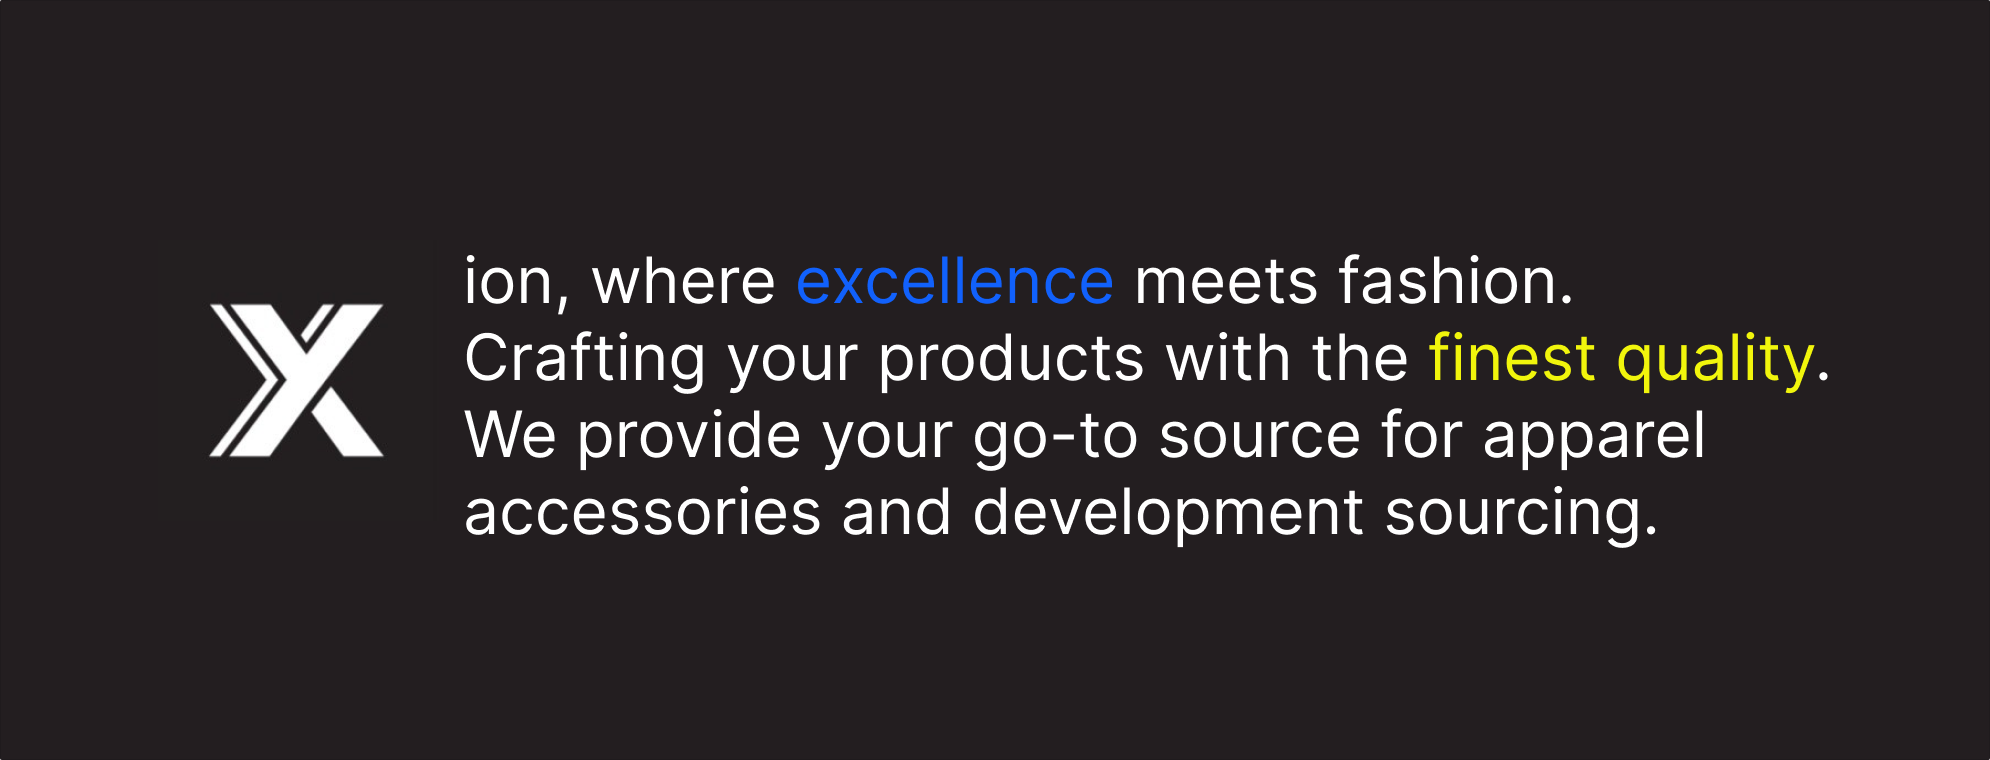 X
ion, where excellence meets fashion.
Crafting your products with the finest quality.
We provide your go-to source for apparel
accessories and development sourcing.